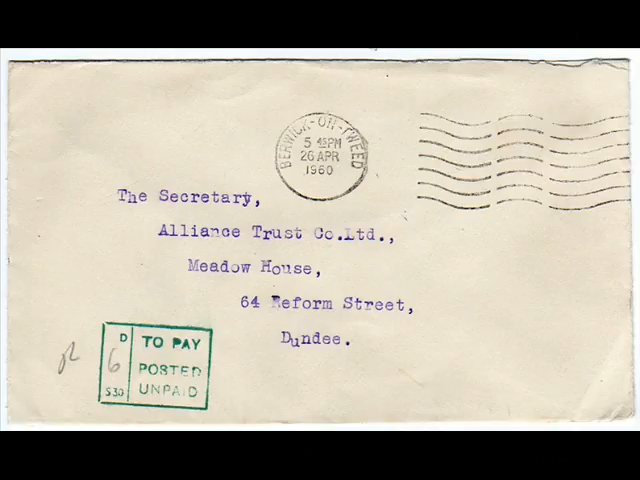 BERWICK-ON-TWEED
5 45PM
26 APR
1960
The Secretary,
Alliance Trust Co.Ltd.,
Meadow House,
64 Reform Street,
Dundee.
D
6
S30
TO PAY
POSTED
UNPAID